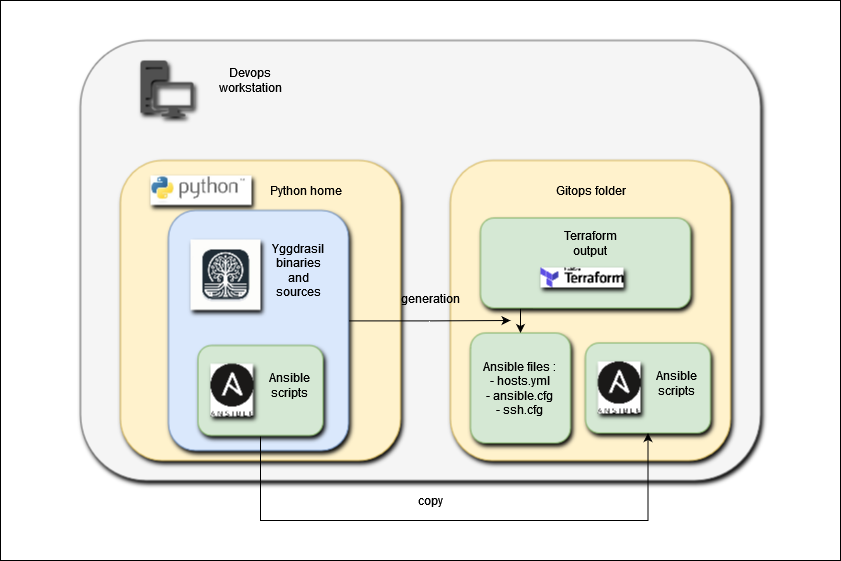 Devops
workstation
python™
Python home
Yggdrasil
binaries
and
sources
Ansible
scripts
ANSIBLE
generation
Gitops folder
Terraform
output
Terraform
Ansible files :
- hosts.yml
- ansible.cfg
- ssh.cfg
Ansible
scripts
ANSIBLE
copy